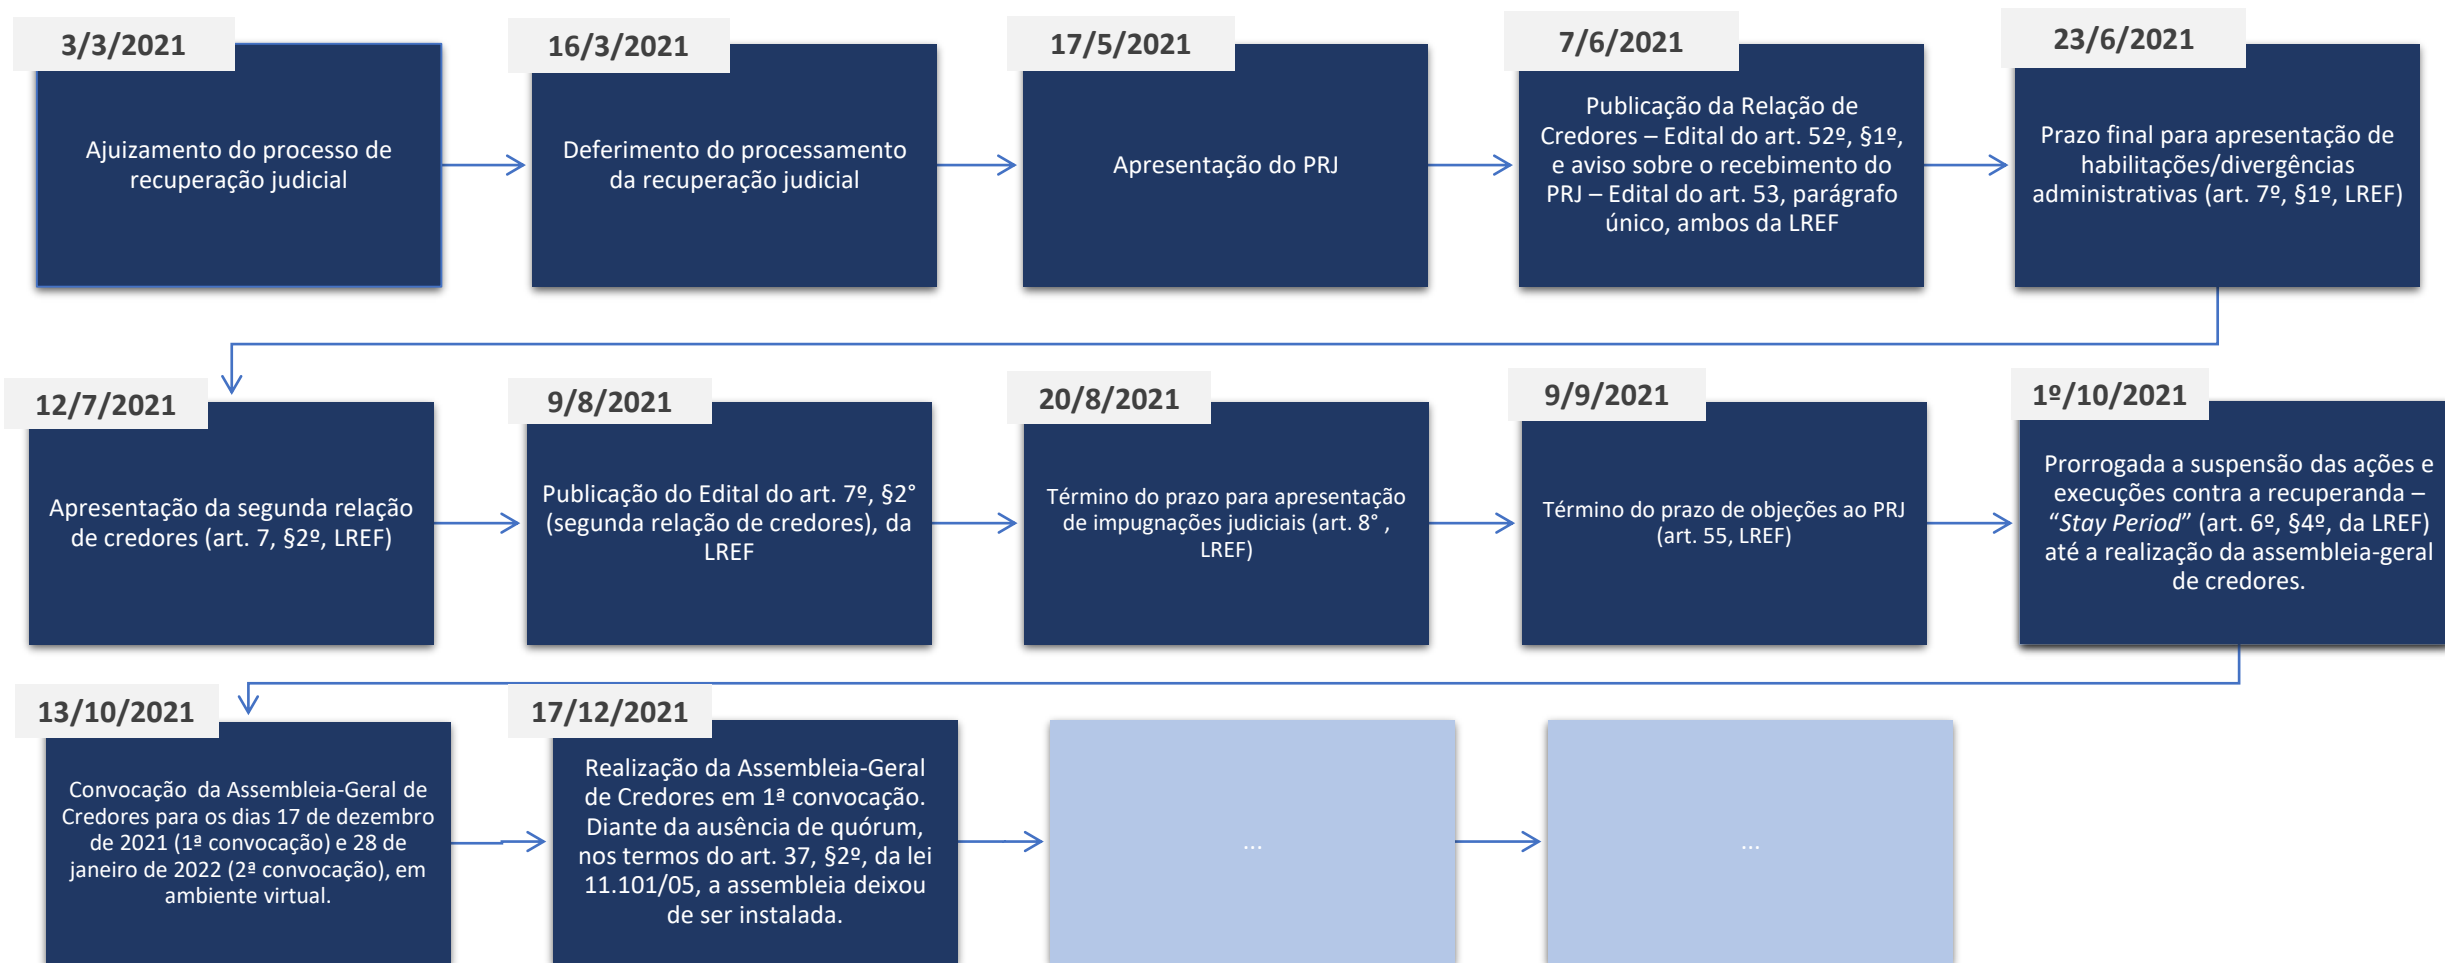 3/3/2021
Ajuizamento do processo de
recuperação judicial
16/3/2021
Deferimento do processamento
da recuperação judicial
17/5/2021
Apresentação do PRJ
7/6/2021
Publicação da Relação de
Credores – Edital do art. 52º, §1º,
e aviso sobre o recebimento do
PRJ – Edital do art. 53, parágrafo
único, ambos da LREF
23/6/2021
Prazo final para apresentação de
habilitações/divergências
administrativas (art. 7º, §1º, LREF)
12/7/2021
Apresentação da segunda relação
de credores (art. 7, §2º, LREF)
9/8/2021
Publicação do Edital do art. 7º, §2°
(segunda relação de credores), da
LREF
20/8/2021
Término do prazo para apresentação
de impugnações judiciais (art. 8° ,
LREF)
9/9/2021
Término do prazo de objeções ao PRJ
(art. 55, LREF)
1º/10/2021
Prorrogada a suspensão das ações e
execuções contra a recuperanda –
“Stay Period” (art. 6º, §4º, da LREF)
até a realização da assembleia-geral
de credores.
13/10/2021
Convocação  da Assembleia-Geral de
Credores para os dias 17 de dezembro
de 2021 (1ª convocação) e 28 de
janeiro de 2022 (2ª convocação), em
ambiente virtual.
17/12/2021
Realização da Assembleia-Geral
de Credores em 1ª convocação.
Diante da ausência de quórum,
nos termos do art. 37, §2º, da lei
11.101/05, a assembleia deixou
de ser instalada.
...
...